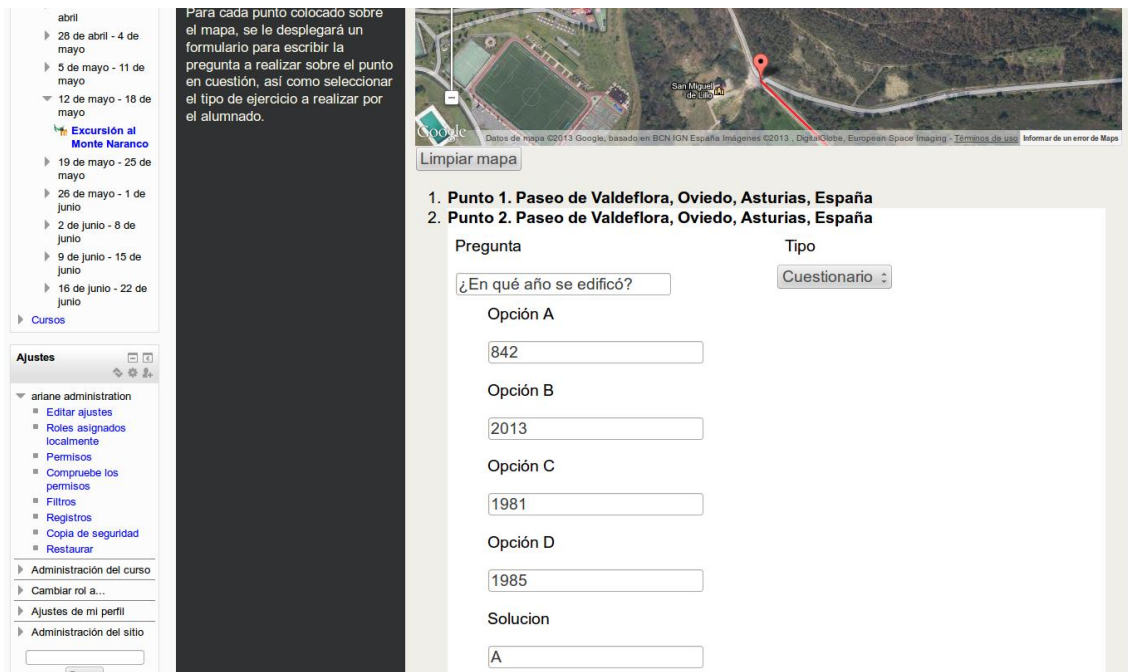 abril
28 de abril - 4 de
mayo
5 de mayo - 11 de
mayo
12 de mayo - 18 de
mayo
Excursión al
Monte Naranco
19 de mayo - 25 de
mayo
26 de mayo - 1 de
junio
2 de junio - 8 de
junio
9 de junio - 15 de
junio
16 de junio - 22 de
junio
Cursos
Ajustes
ariane administration
Editar ajustes
Roles asignados
localmente
Permisos
Compruebe los
permisos
Filtros
Registros
Copia de seguridad
Restaurar
Administración del curso
Cambiar rol a...
Ajustes de mi perfil
Administración del sitio
Para cada punto colocado sobre
el mapa, se le desplegará un
formulario para escribir la
pregunta a realizar sobre el punto
en cuestión, así como seleccionar
el tipo de ejercicio a realizar por
el alumnado.
San Miguel
de Lillo
Google
Datos de mapa ©2013 Google, basado en BCN IGN España Imágenes ©2013 , DigitalGlobe, European Space Imaging - Términos de uso
Informar de un error de Maps
Limpiar mapa
1. Punto 1. Paseo de Valdeflora, Oviedo, Asturias, España
2. Punto 2. Paseo de Valdeflora, Oviedo, Asturias, España
Pregunta Tipo
¿En qué año se edificó? Cuestionario
Opción A
842
Opción B
2013
Opción C
1981
Opción D
1985
Solucion
A